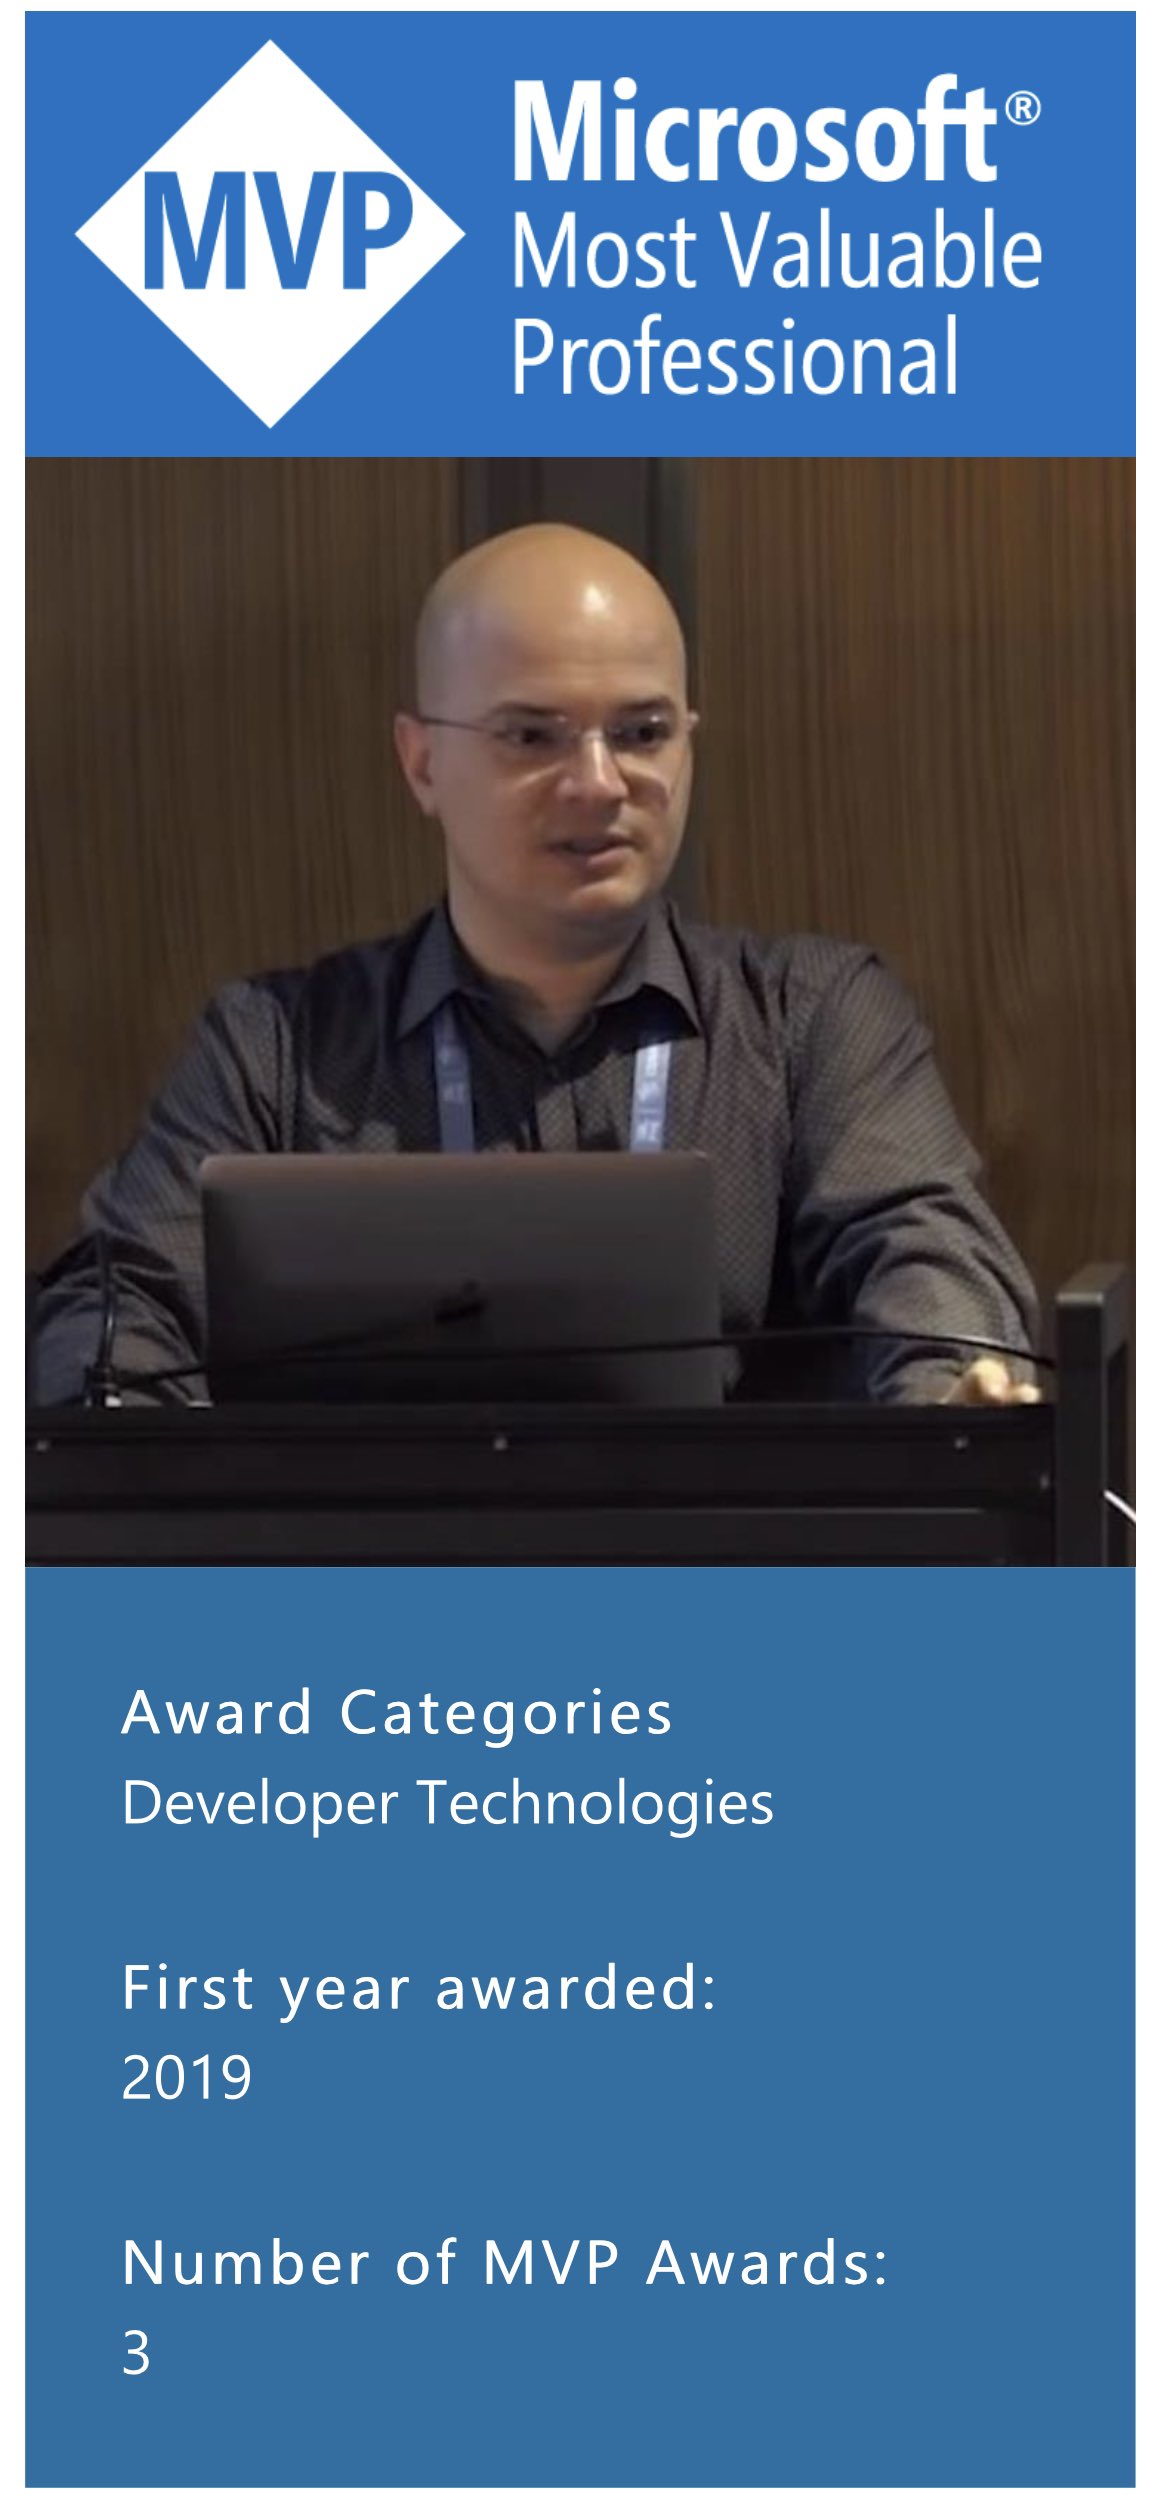 MVP
Microsoft®
Most Valuable
Professional
Award Categories
Developer Technologies
First year awarded:
2019
Number of MVP Awards:
3